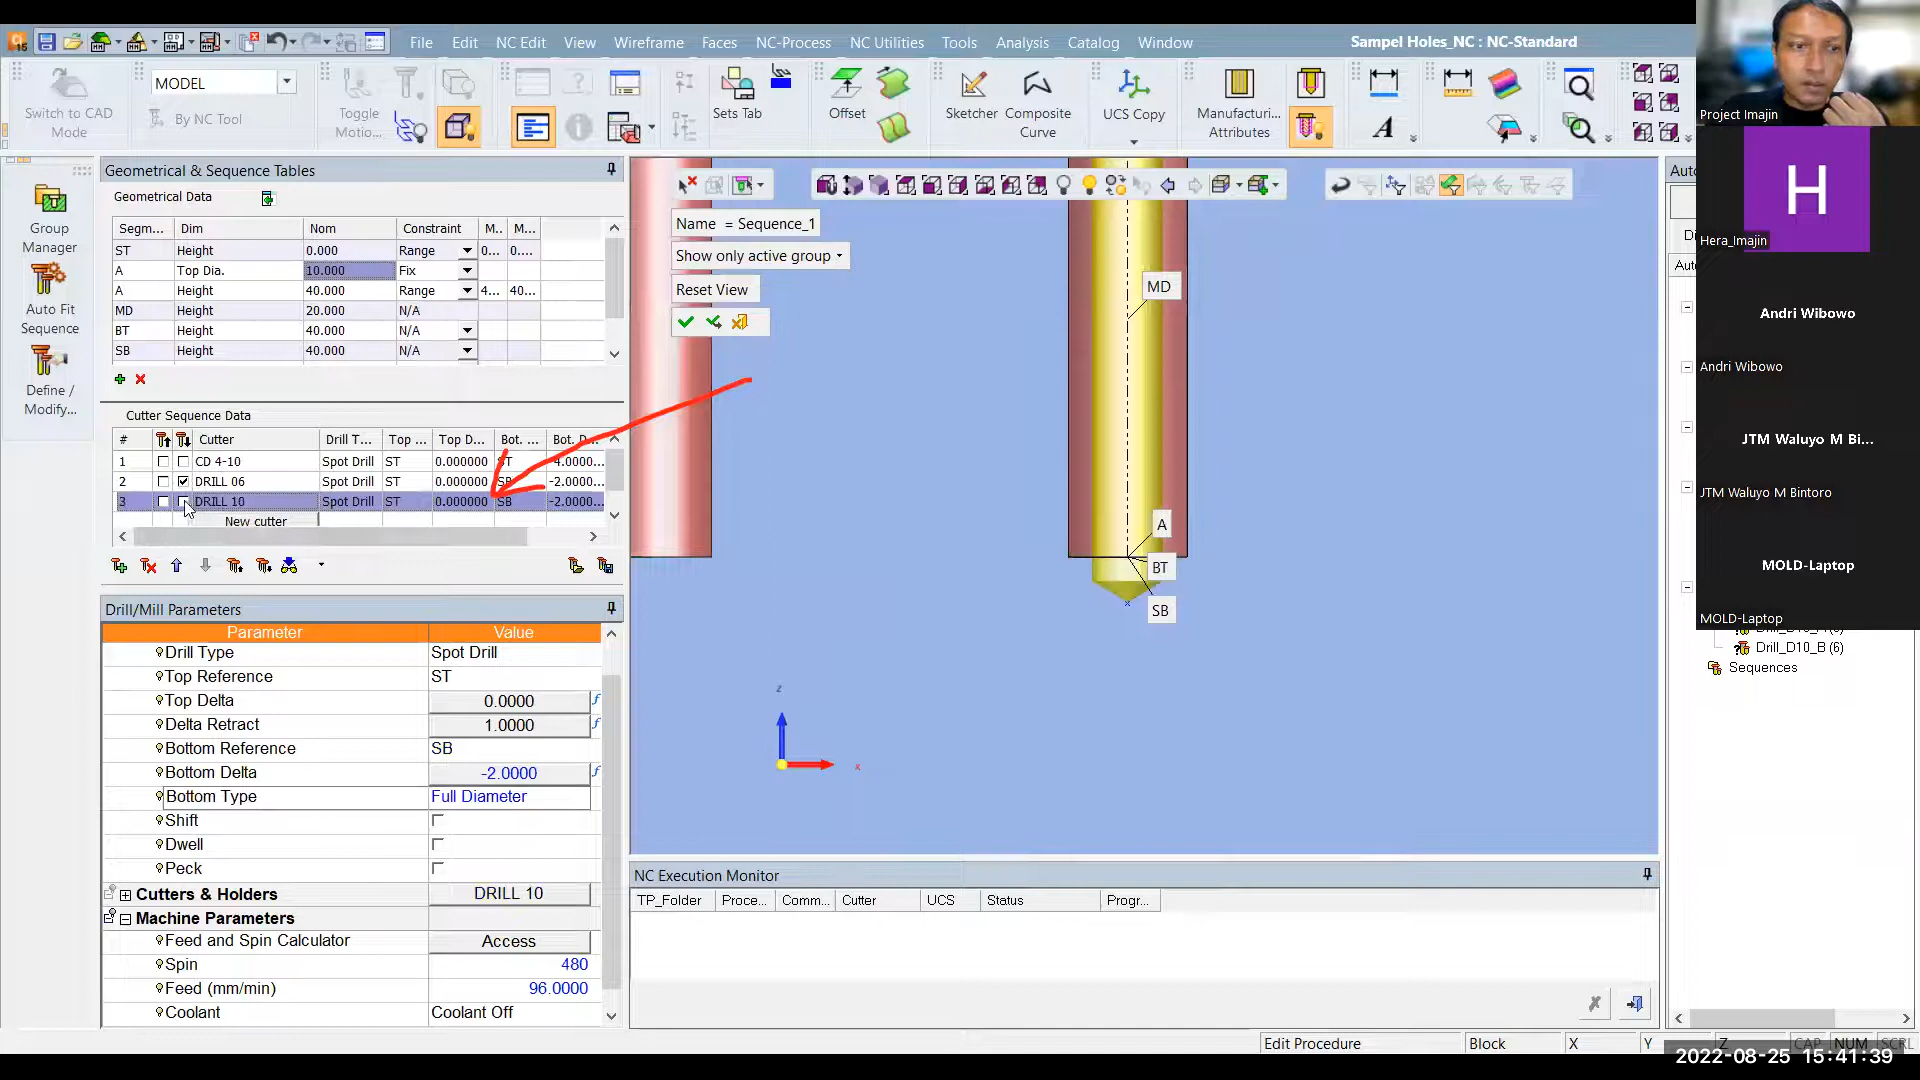 File Edit NC Edit View Wireframe Faces NC-Process NC Utilities Tools Analysis Catalog Window
Sampel Holes_NC : NC-Standard
Switch to CAD Mode
MODEL
By NC Tool
Toggle Motio...
Sets Tab
Offset
Sketcher
Composite Curve
UCS Copy
Manufacturi... Attributes
Project Imajin
H
Hera_Imajin
Andri Wibowo
Andri Wibowo
JTM Waluyo M Bi...
JTM Waluyo M Bintoro
MOLD-Laptop
MOLD-Laptop
Group Manager
Auto Fit Sequence
Define / Modify...
Geometrical & Sequence Tables
Geometrical Data
Segm... Dim Nom Constraint M.. M...
ST Height 0.000 Range 0... 0....
A Top Dia. 10.000 Fix
A Height 40.000 Range 4... 40...
MD Height 20.000 N/A
BT Height 40.000 N/A
SB Height 40.000 N/A
Cutter Sequence Data
# Cutter Drill T... Top ... Top D... Bot. ... Bot. D...
1 CD 4-10 Spot Drill ST 0.000000 ST -4.0000...
2 DRILL 06 Spot Drill ST 0.000000 SB -2.0000...
3 DRILL 10 Spot Drill ST 0.000000 SB -2.0000...
New cutter
Drill/Mill Parameters
Parameter Value
Drill Type Spot Drill
Top Reference ST
Top Delta 0.0000
Delta Retract 1.0000
Bottom Reference SB
Bottom Delta -2.0000
Bottom Type Full Diameter
Shift
Dwell
Peck
Cutters & Holders DRILL 10
Machine Parameters
Feed and Spin Calculator Access
Spin 480
Feed (mm/min) 96.0000
Coolant Coolant Off
Name = Sequence_1
Show only active group
Reset View
MD
A
BT
SB
z
x
NC Execution Monitor
TP_Folder Proce... Comm... Cutter UCS Status Progr...
Drill_D10_B (6)
Sequences
Edit Procedure Block X Y Z CAP NUM SCRL
2022-08-25 15:41:39